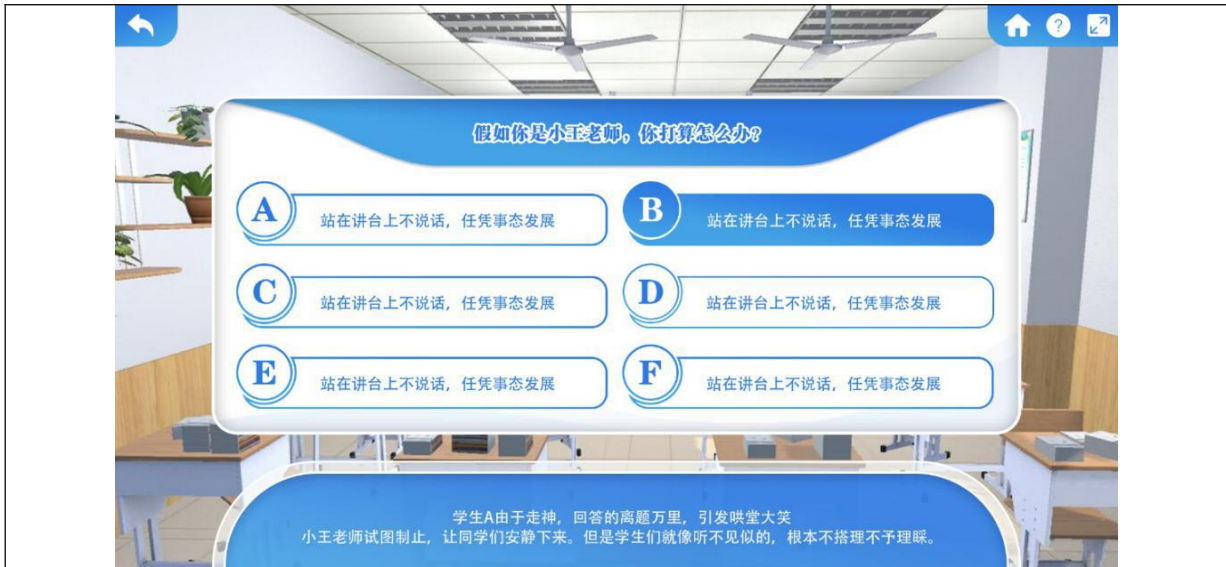 ?
假如你是小王老师，你打算怎么办?
A
站在讲台上不说话，任凭事态发展
B
站在讲台上不说话，任凭事态发展
C
站在讲台上不说话，任凭事态发展
D
站在讲台上不说话，任凭事态发展
E
站在讲台上不说话，任凭事态发展
F
站在讲台上不说话，任凭事态发展
学生A由于走神，回答的离题万里，引发哄堂大笑
小王老师试图制止，让同学们安静下来。但是学生们就像听不见似的，根本不搭理不予理睬。